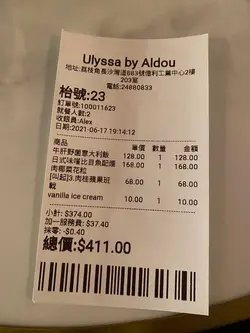 Ulyssa by Aldou
地址:荔枝角長沙灣道883號億利工業中心2樓
203室
電話:24880833
枱號:23
訂單號:100011623
就餐人數:2
收銀員:Alex
日期:2021-06-17 19:14:12
商品 單價 數量 金額
牛肝野菌意大利飯 128.00 1 128.00
日式味噌比目魚配雜 168.00 1 168.00
肉椰菜花粒
[叫起]3.肉桂蘋果班 68.00 1 68.00
戟
vanilla ice cream 10.00 1 10.00
小計: $374.00
加一服務費: $37.40
抹零: -$0.40
總價:$411.00